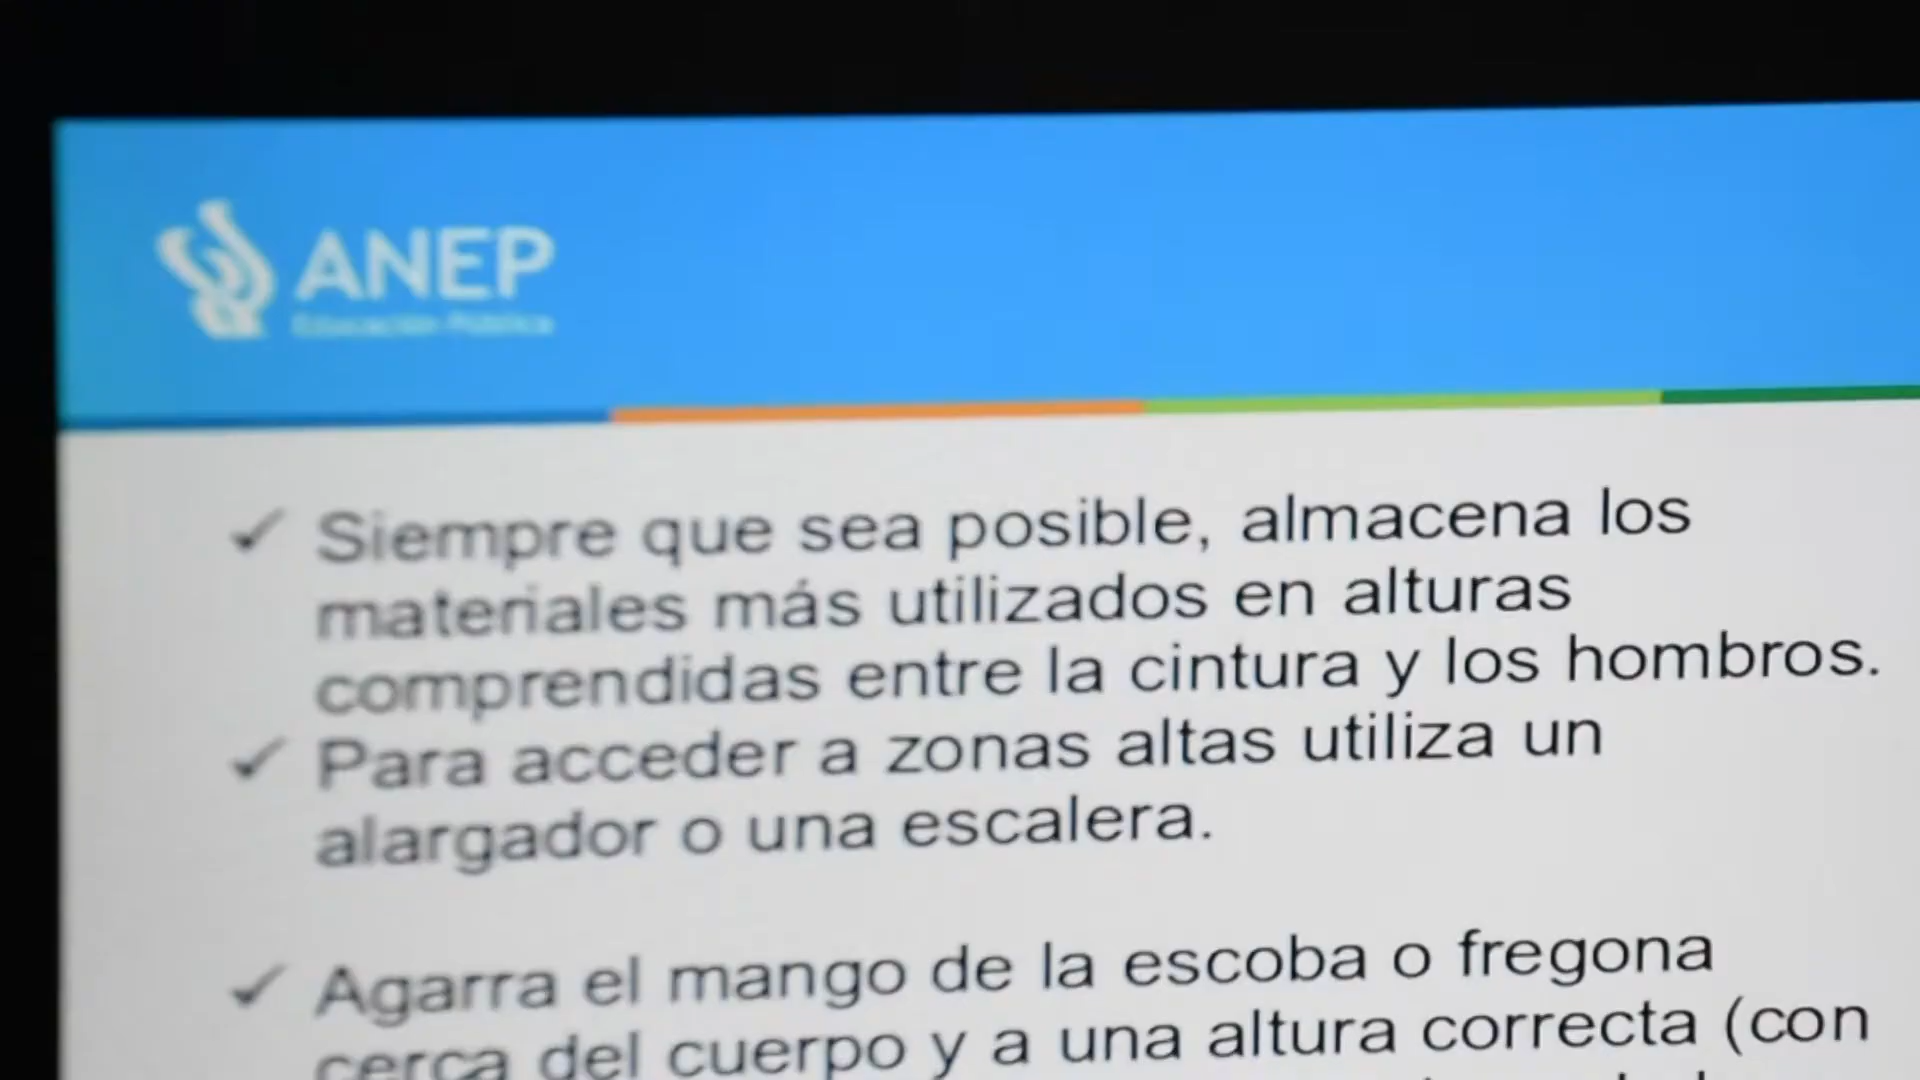 ANEP
Educación Pública
✓ Siempre que sea posible, almacena los
materiales más utilizados en alturas
comprendidas entre la cintura y los hombros.
✓ Para acceder a zonas altas utiliza un
alargador o una escalera.
✓ Agarra el mango de la escoba o fregona
cerca del cuerpo y a una altura correcta (con